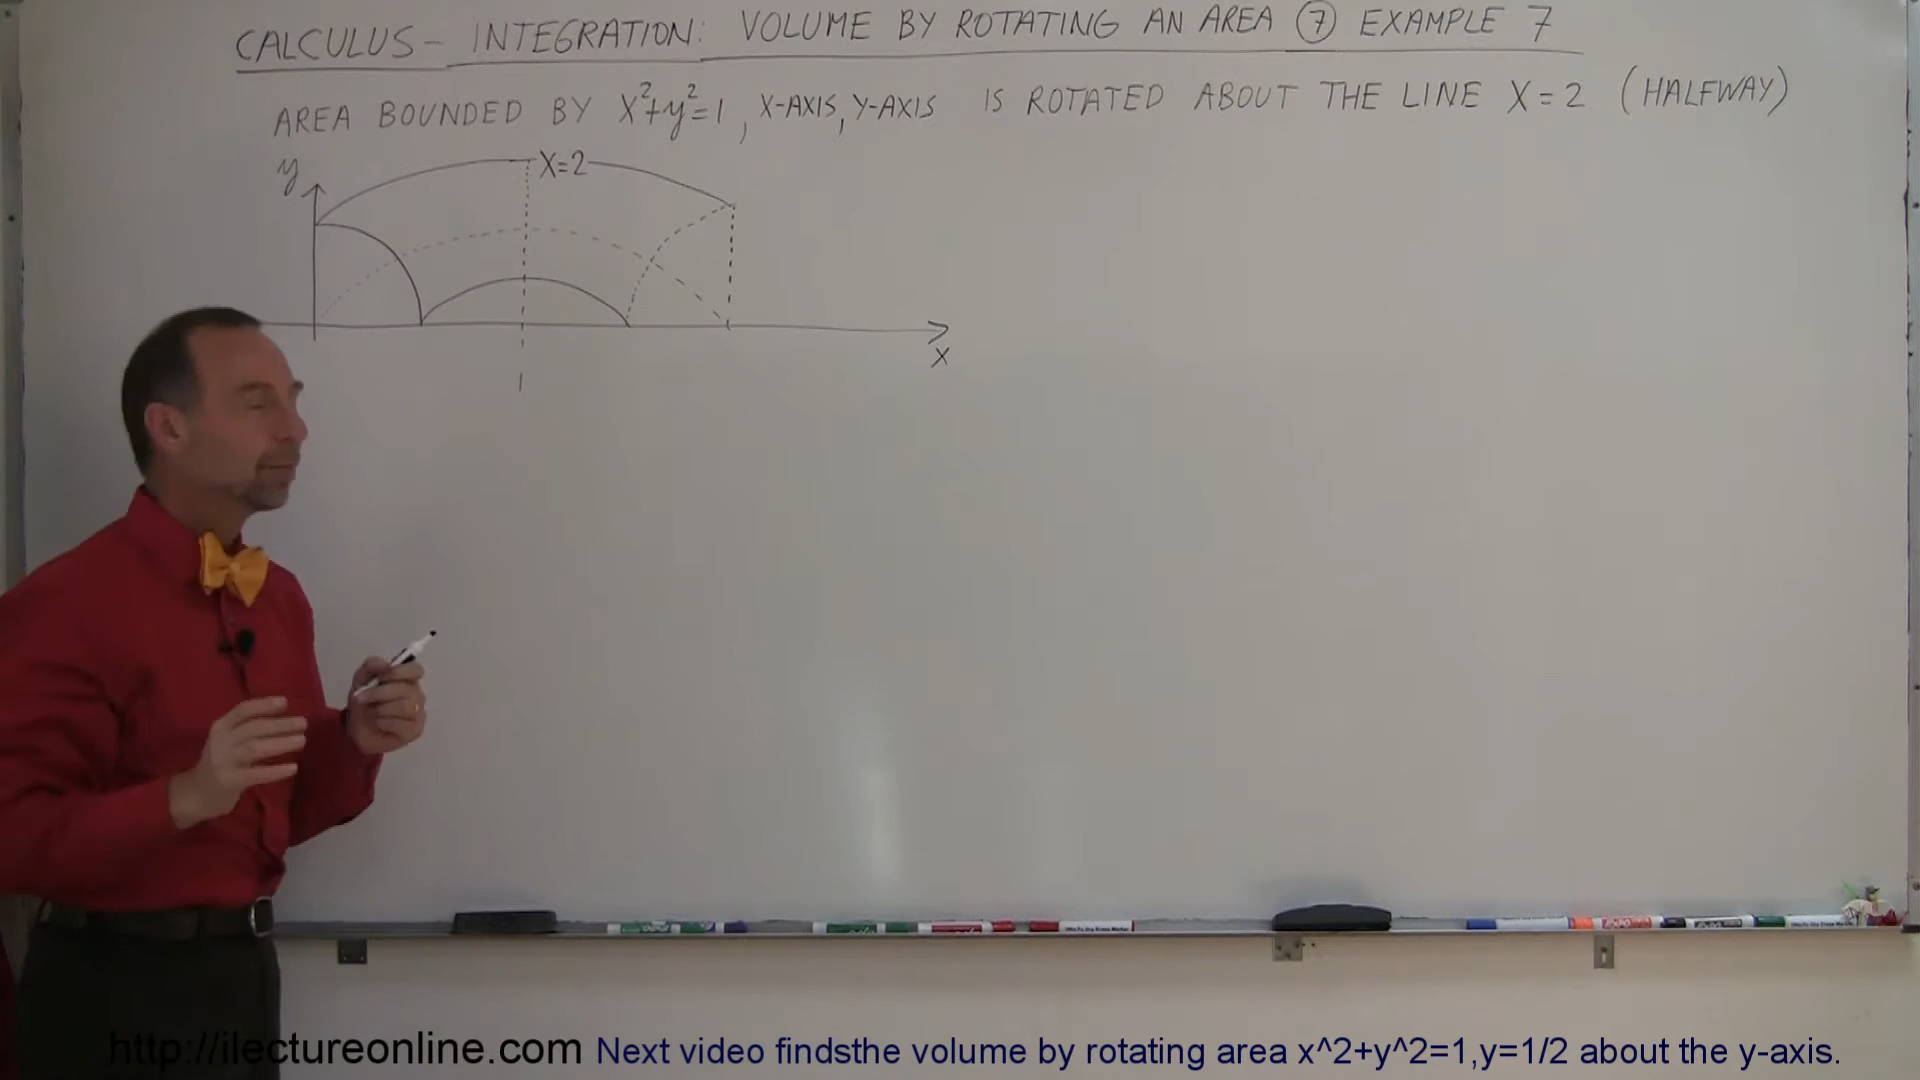 CALCULUS - INTEGRATION: VOLUME BY ROTATING AN AREA ⑦ EXAMPLE 7
AREA BOUNDED BY X²+y²=1, X-AXIS, Y-AXIS IS ROTATED ABOUT THE LINE X=2 (HALFWAY)
y
X=2
x
http://ilectureonline.com Next video findsthe volume by rotating area x^2+y^2=1,y=1/2 about the y-axis.